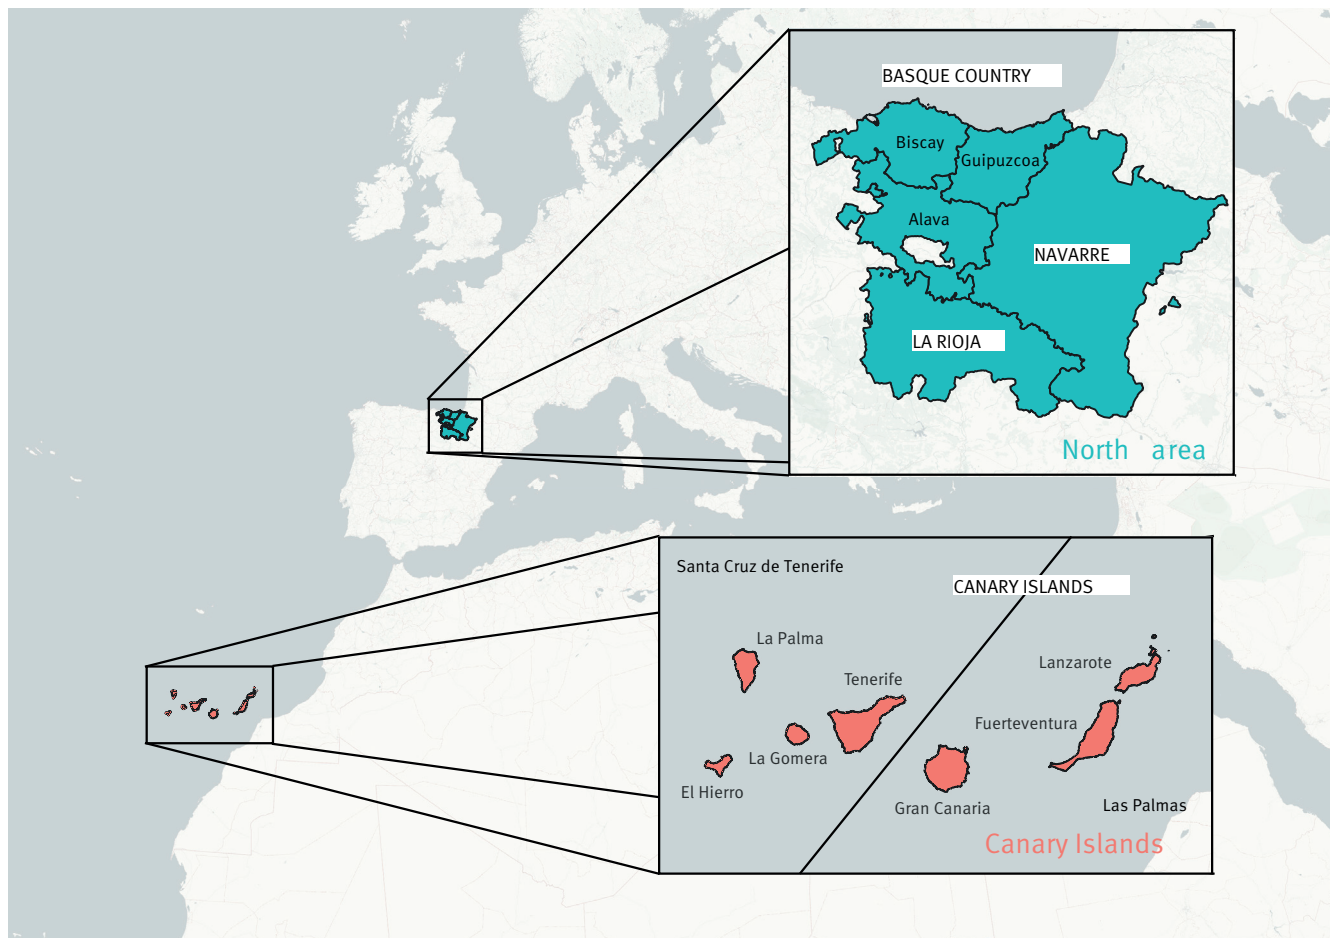 BASQUE COUNTRY
Biscay
Guipuzcoa
Alava
NAVARRE
LA RIOJA
North area
Santa Cruz de Tenerife
CANARY ISLANDS
La Palma
Lanzarote
Tenerife
Fuerteventura
La Gomera
El Hierro
Gran Canaria
Las Palmas
Canary Islands